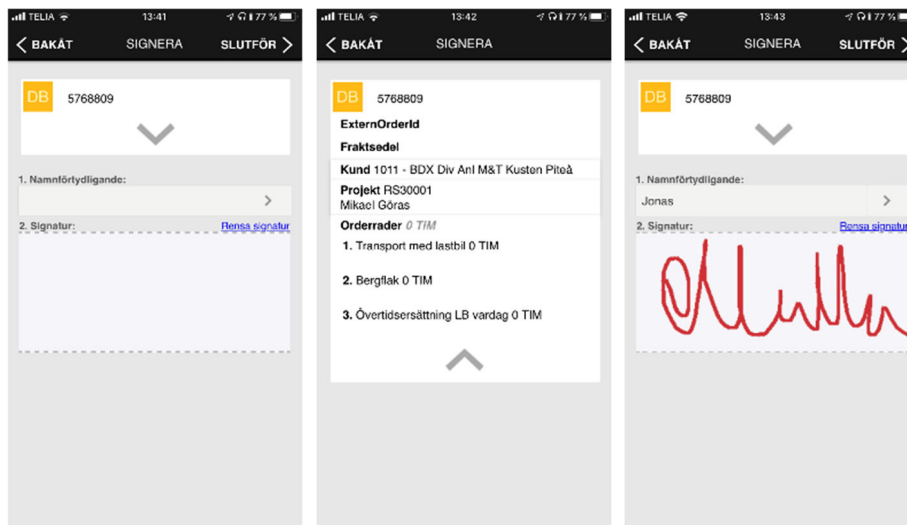 TELIA 13:41 77 %
BAKÅT SIGNERA SLUTFÖR
DB 5768809
1. Namnförtydligande:
2. Signatur: Rensa signatur
TELIA 13:42 77 %
BAKÅT SIGNERA
DB 5768809
ExternOrderId
Fraktsedel
Kund 1011 - BDX Div Anl M&T Kusten Piteå
Projekt RS30001
Mikael Göras
Orderrader 0 TIM
1. Transport med lastbil 0 TIM
2. Bergflak 0 TIM
3. Övertidsersättning LB vardag 0 TIM
TELIA 13:43 77 %
BAKÅT SIGNERA SLUTFÖR
DB 5768809
1. Namnförtydligande:
Jonas
2. Signatur: Rensa signatur